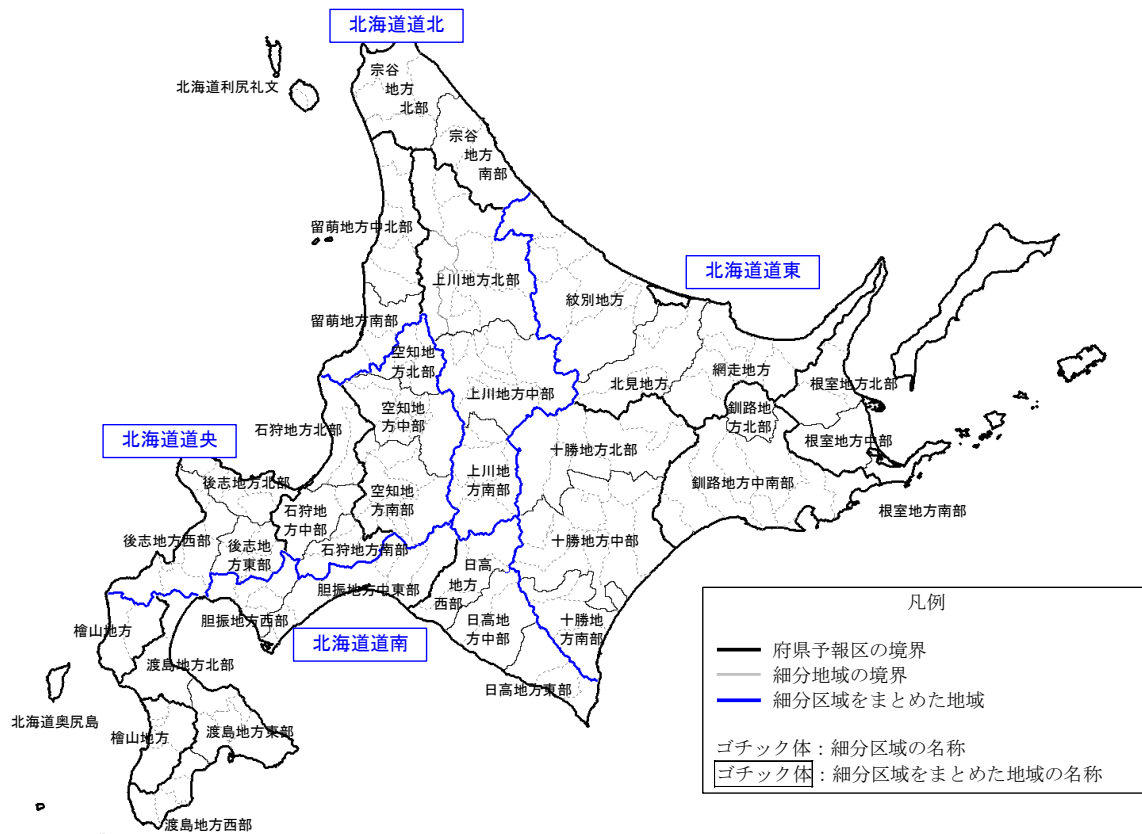 北海道道北
宗谷
地方
北部
北海道利尻礼文
宗谷
地方
南部
留萌地方中北部
北海道道東
上川地方北部
紋別地方
留萌地方南部
空知地
方北部
網走地方
上川地方中部
北見地方
根室地方北部
空知地
方中部
釧路地
方北部
石狩地方北部
北海道道央
根室地方中部
十勝地方北部
上川地
方南部
後志地方北部
釧路地方中南部
空知地
方南部
石狩地
方中部
根室地方南部
後志地方西部
後志地
方東部
石狩地方南部
十勝地方中部
日高
地方
西部
胆振地方中東部
胆振地方西部
檜山地方
日高地
方中部
十勝地
方南部
北海道道南
渡島地方北部
日高地方東部
北海道奥尻島
檜山地方
渡島地方東部
渡島地方西部
凡例
府県予報区の境界
細分地域の境界
細分区域をまとめた地域
ゴチック体：細分区域の名称
ゴチック体：細分区域をまとめた地域の名称